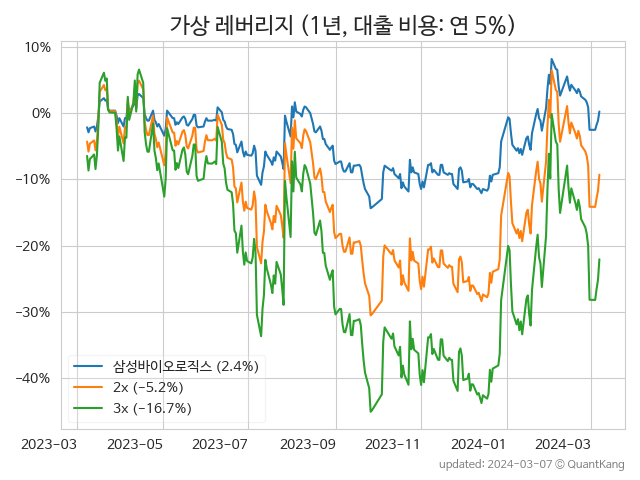 가상 레버리지 (1년, 대출 비용: 연 5%)
10%
0%
−10%
−20%
−30%
−40%
삼성바이오로직스 (2.4%)
2x (−5.2%)
3x (−16.7%)
2023-03 2023-05 2023-07 2023-09 2023-11 2024-01 2024-03
updated: 2024-03-07 © QuantKang